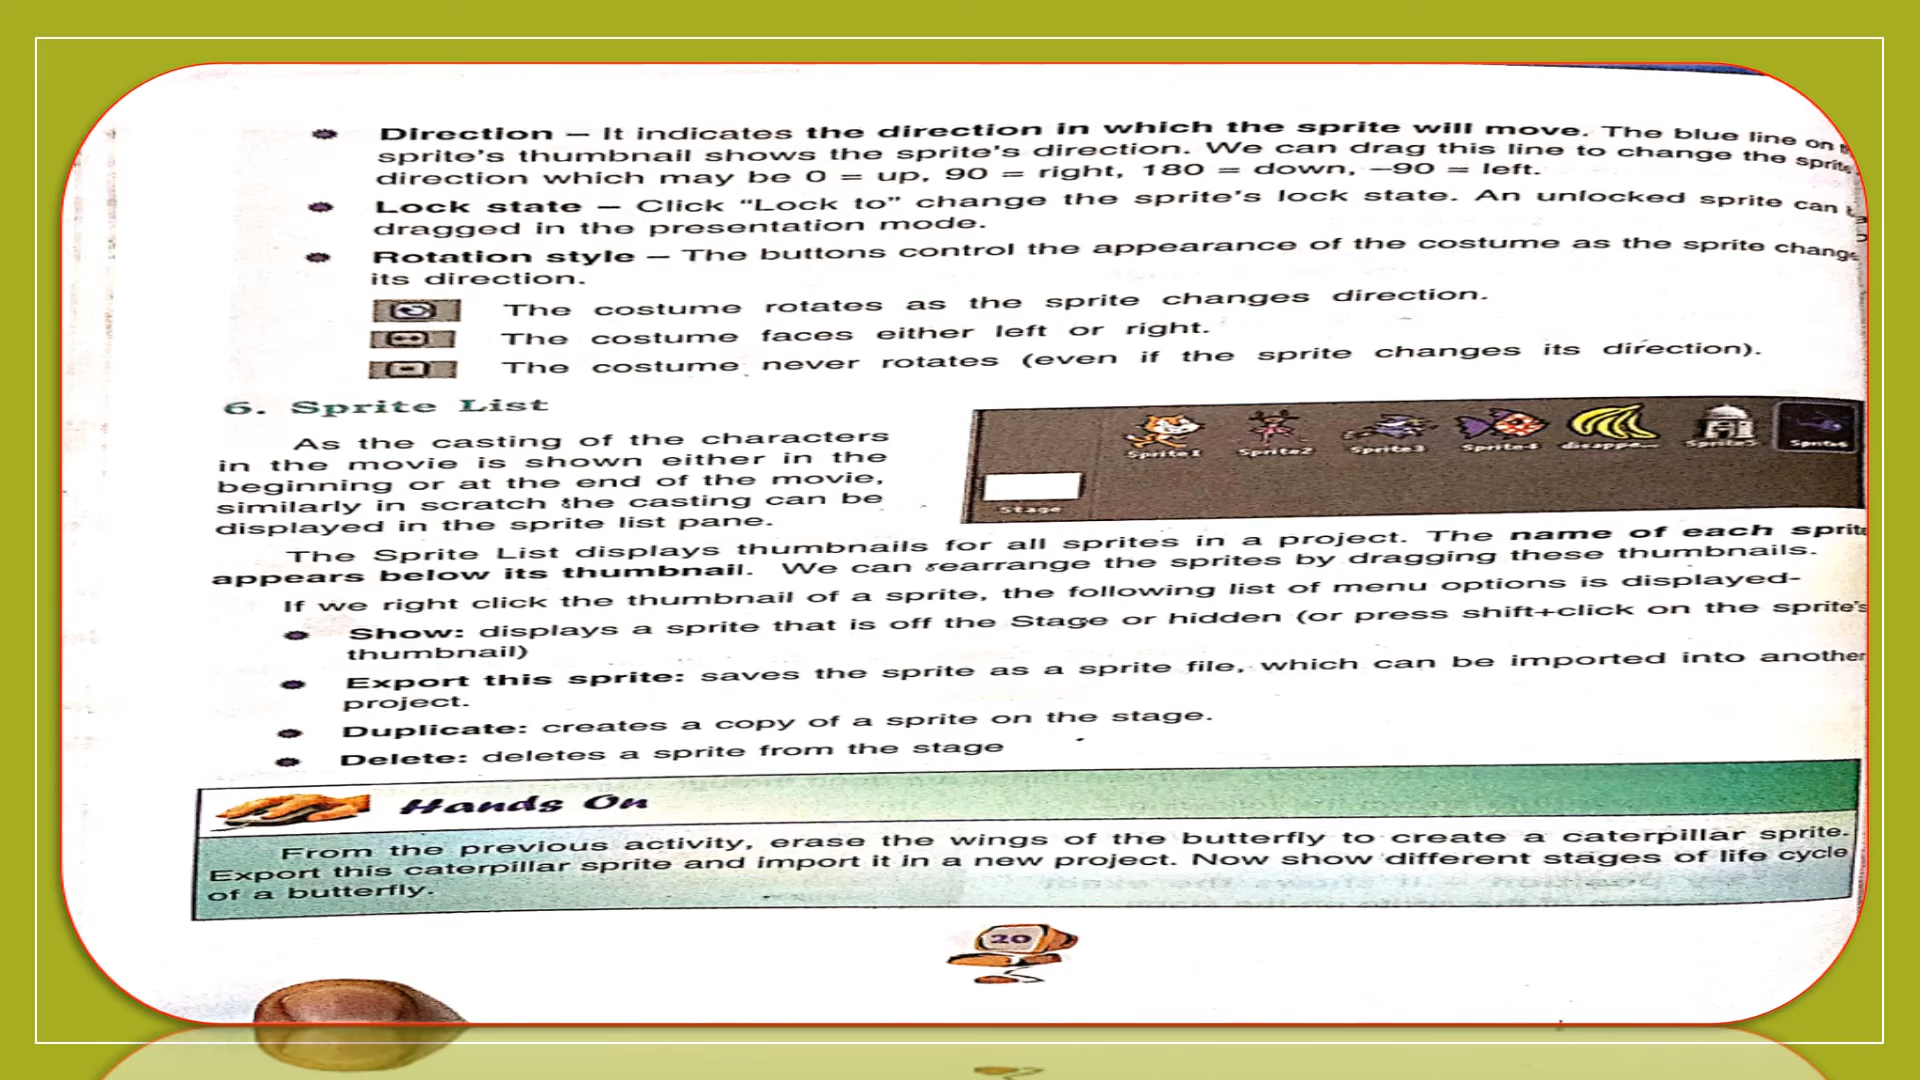 Direction – It indicates the direction in which the sprite will move. The blue line on
sprite's thumbnail shows the sprite's direction. We can drag this line to change the sprite
direction which may be 0 = up, 90 = right, 180 = down, –90 = left.
Lock state – Click "Lock to" change the sprite's lock state. An unlocked sprite can
dragged in the presentation mode.
Rotation style – The buttons control the appearance of the costume as the sprite change
its direction.
The costume rotates as the sprite changes direction.
The costume faces either left or right.
The costume never rotates (even if the sprite changes its direction).
6. Sprite List
As the casting of the characters
in the movie is shown either in the
beginning or at the end of the movie,
similarly in scratch the casting can be
displayed in the sprite list pane.
Sprite1 Sprite2 Sprite3 Sprite4 disappe... Sprite5 Sprite6
Stage
The Sprite List displays thumbnails for all sprites in a project. The name of each sprite
appears below its thumbnail. We can rearrange the sprites by dragging these thumbnails.
If we right click the thumbnail of a sprite, the following list of menu options is displayed-
Show: displays a sprite that is off the Stage or hidden (or press shift+click on the sprite's
thumbnail)
Export this sprite: saves the sprite as a sprite file, which can be imported into another
project.
Duplicate: creates a copy of a sprite on the stage.
Delete: deletes a sprite from the stage
Hands On
From the previous activity, erase the wings of the butterfly to create a caterpillar sprite.
Export this caterpillar sprite and import it in a new project. Now show different stages of life cycle
of a butterfly.
20